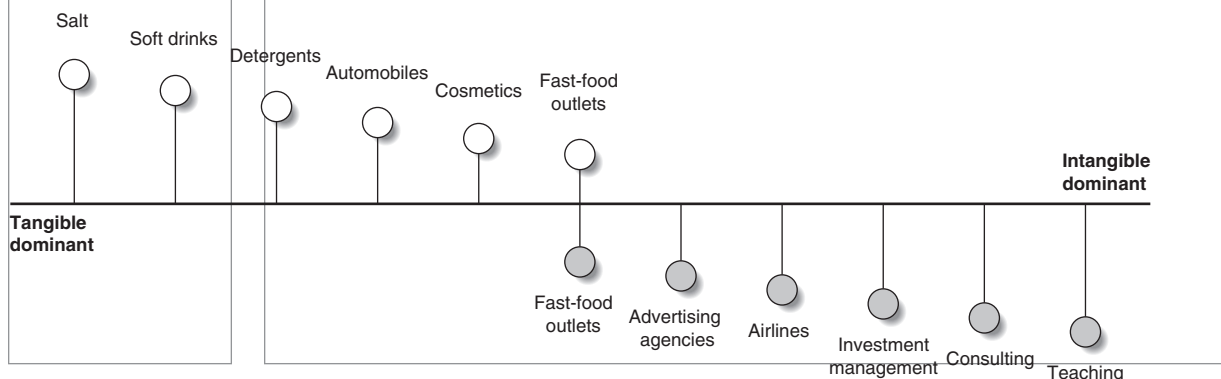 Salt
Soft drinks
Detergents
Automobiles
Cosmetics
Fast-food
outlets
Intangible
dominant
Tangible
dominant
Fast-food
outlets
Advertising
agencies
Airlines
Investment
management
Consulting
Teaching